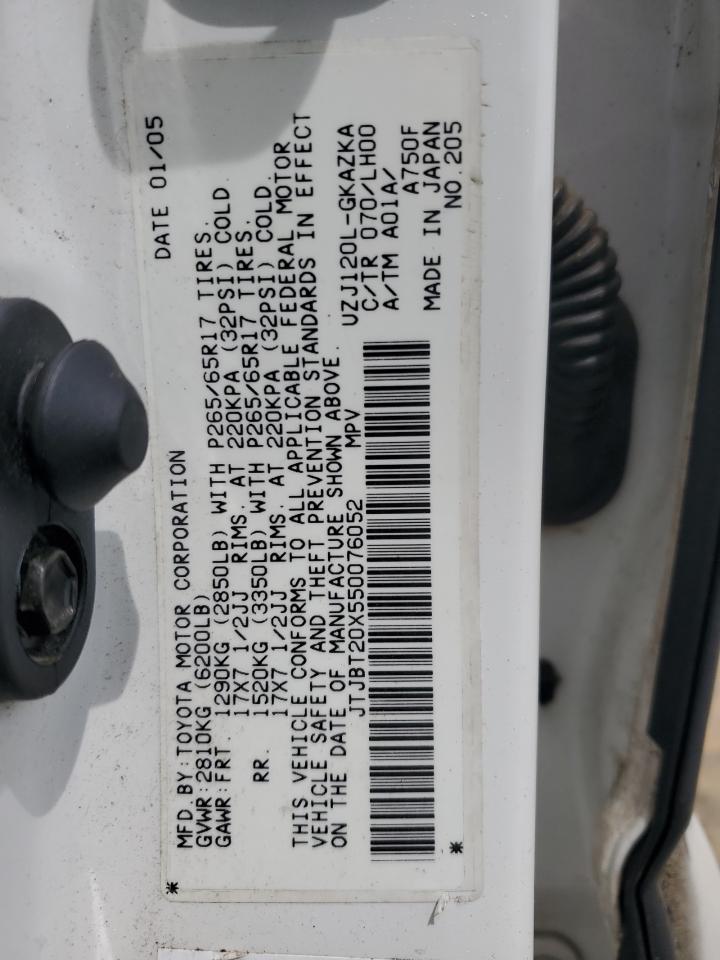 MFD.BY:TOYOTA MOTOR CORPORATION DATE 01/05
GVWR:2810KG (6200LB)
GAWR:FRT. 1290KG (2850LB) WITH P265/65R17 TIRES.
17X7 1/2JJ RIMS. AT 220KPA (32PSI) COLD.
RR. 1520KG (3350LB) WITH P265/65R17 TIRES.
17X7 1/2JJ RIMS. AT 220KPA (32PSI) COLD.
THIS VEHICLE CONFORMS TO ALL APPLICABLE FEDERAL MOTOR
VEHICLE SAFETY AND THEFT PREVENTION STANDARDS IN EFFECT
ON THE DATE OF MANUFACTURE SHOWN ABOVE.
JTJBT20X550076052 MPV UZJ120L-GKAZKA
C/TR 070/LH00
A/TM A01A/
A750F
MADE IN JAPAN
NO.205